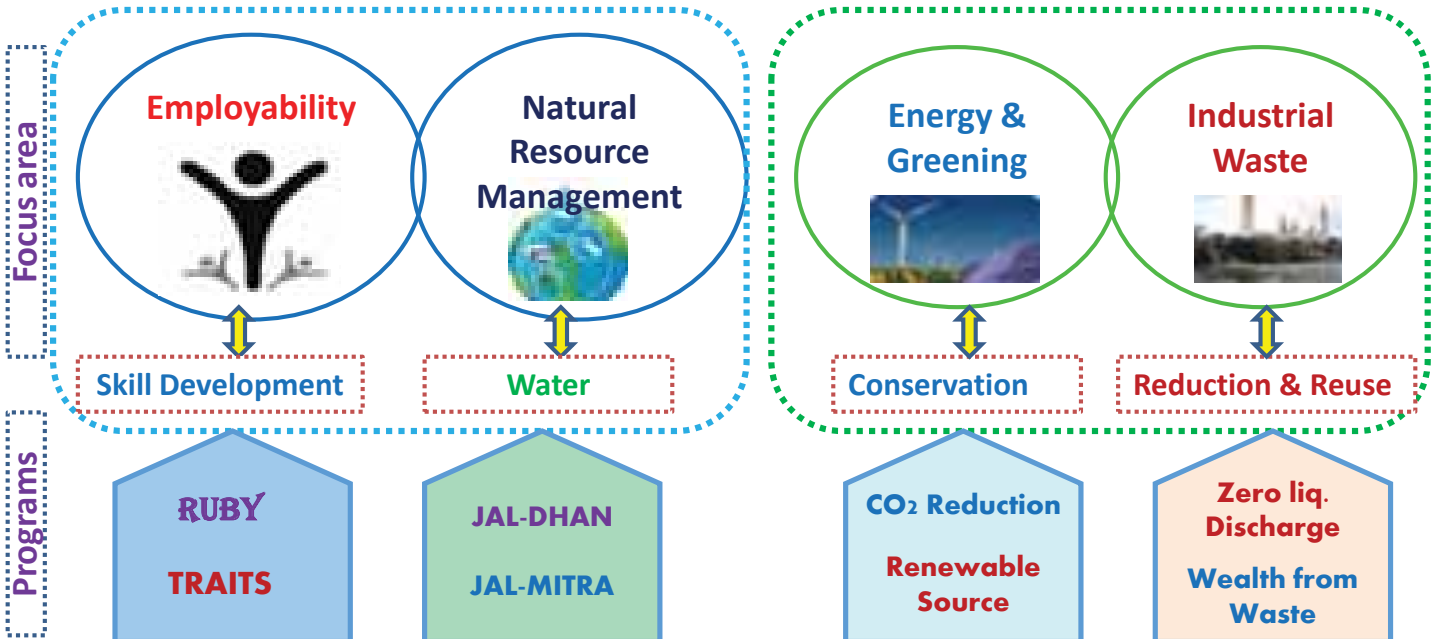 Focus area
Employability
Natural
Resource
Management
Energy &
Greening
Industrial
Waste
Skill Development
Water
Conservation
Reduction & Reuse
Programs
RUBY
TRAITS
JAL-DHAN
JAL-MITRA
CO2 Reduction
Renewable
Source
Zero liq.
Discharge
Wealth from
Waste